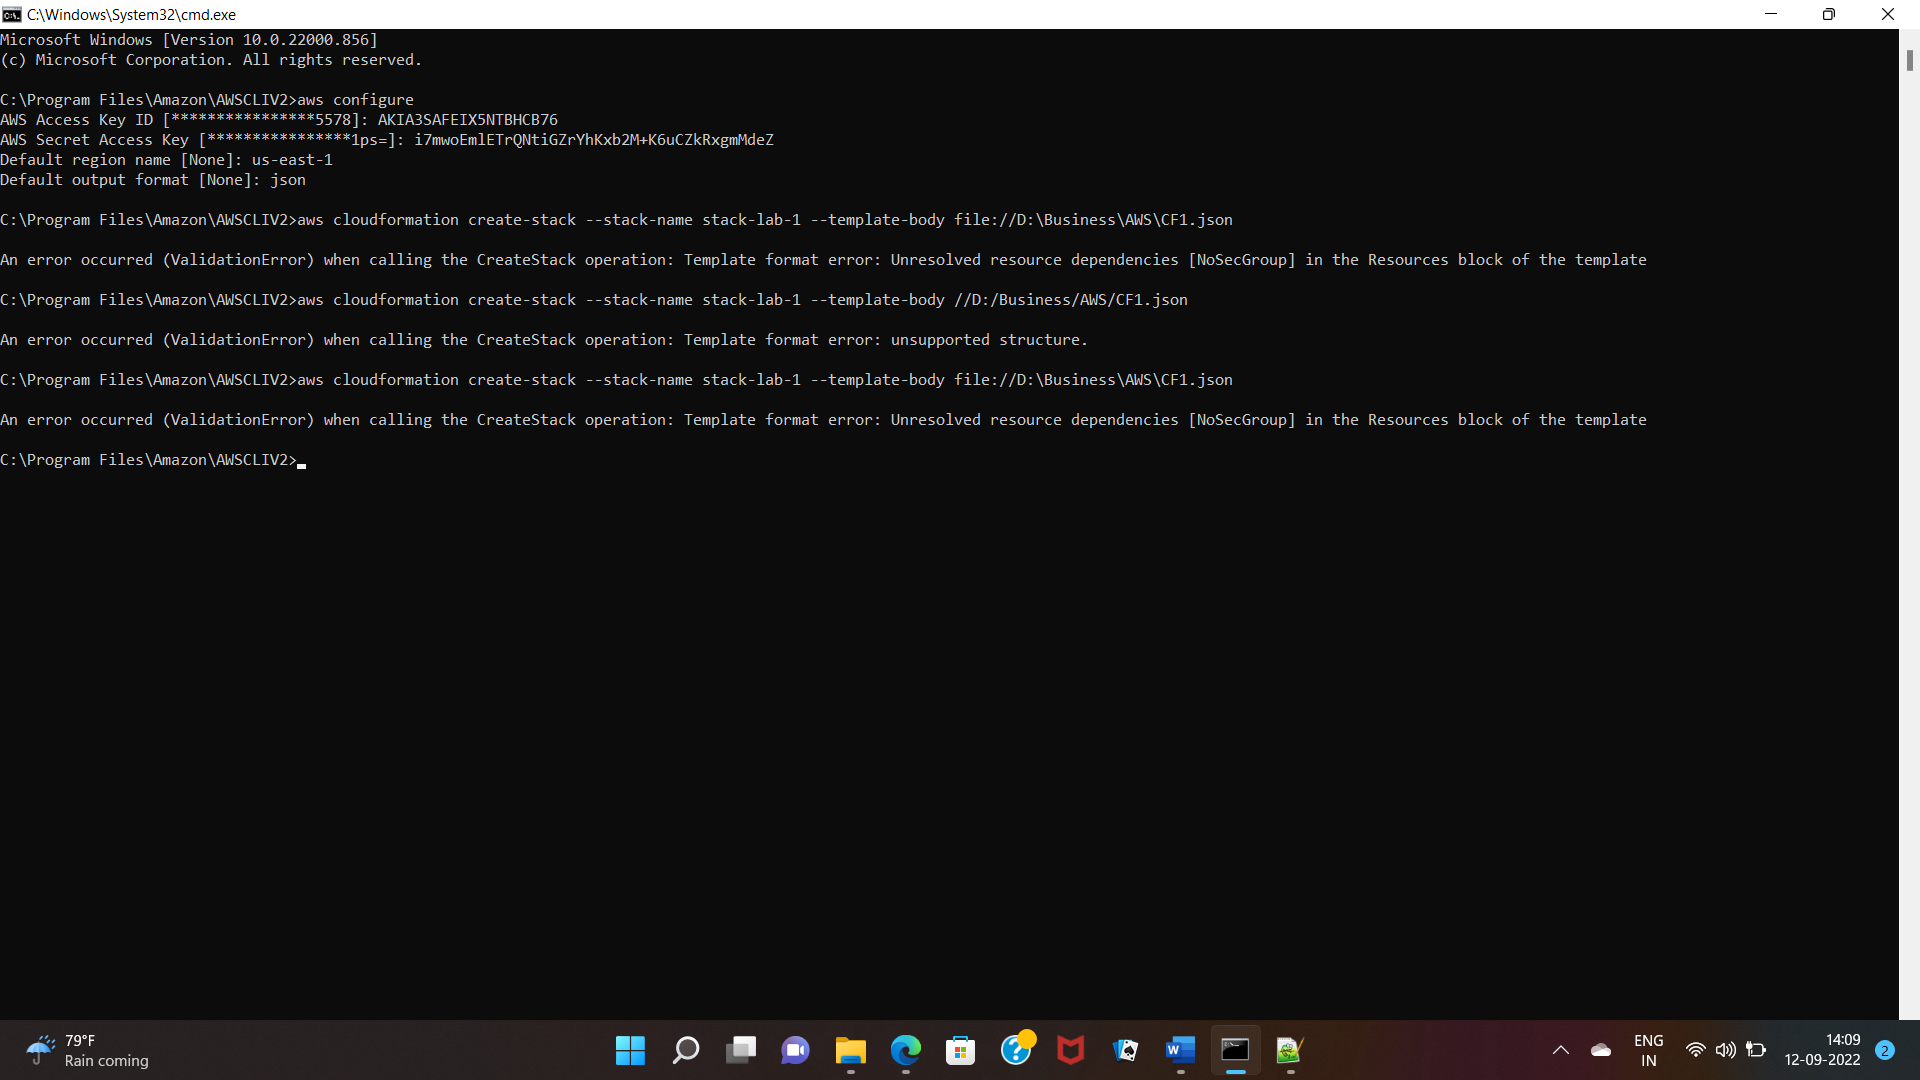 C:\Windows\System32\cmd.exe
Microsoft Windows [Version 10.0.22000.856]
(c) Microsoft Corporation. All rights reserved.
C:\Program Files\Amazon\AWSCLIV2>aws configure
AWS Access Key ID [****************5578]: AKIA3SAFEIX5NTBHCB76
AWS Secret Access Key [****************1ps=]: 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
Default region name [None]: us-east-1
Default output format [None]: json
C:\Program Files\Amazon\AWSCLIV2>aws cloudformation create-stack --stack-name stack-lab-1 --template-body file://D:\Business\AWS\CF1.json
An error occurred (ValidationError) when calling the CreateStack operation: Template format error: Unresolved resource dependencies [NoSecGroup] in the Resources block of the template
C:\Program Files\Amazon\AWSCLIV2>aws cloudformation create-stack --stack-name stack-lab-1 --template-body //D:/Business/AWS/CF1.json
An error occurred (ValidationError) when calling the CreateStack operation: Template format error: unsupported structure.
C:\Program Files\Amazon\AWSCLIV2>aws cloudformation create-stack --stack-name stack-lab-1 --template-body file://D:\Business\AWS\CF1.json
An error occurred (ValidationError) when calling the CreateStack operation: Template format error: Unresolved resource dependencies [NoSecGroup] in the Resources block of the template
C:\Program Files\Amazon\AWSCLIV2>
79°F
Rain coming
ENG
IN
14:09
12-09-2022
2